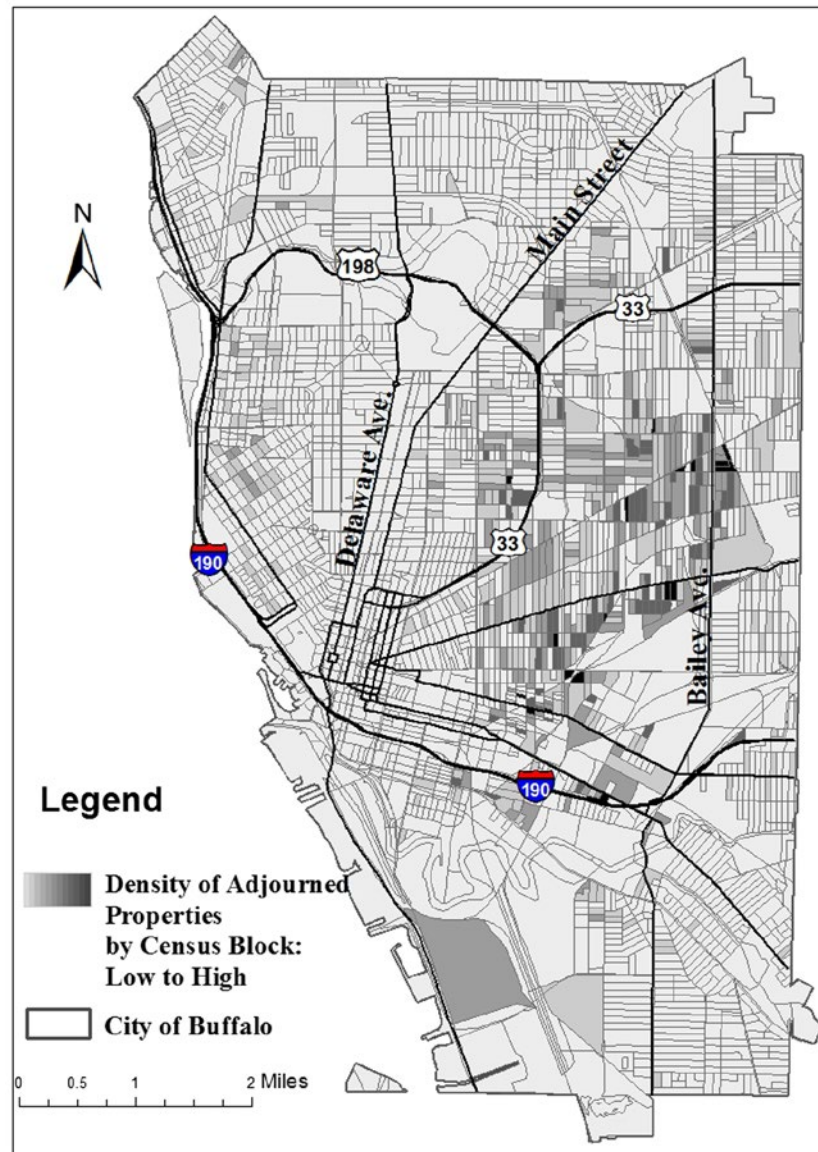 N
Main Street
198
33
Delaware Ave.
33
190
Bailey Ave.
190
Legend
Density of Adjourned
Properties
by Census Block:
Low to High
City of Buffalo
0 0.5 1 2 Miles